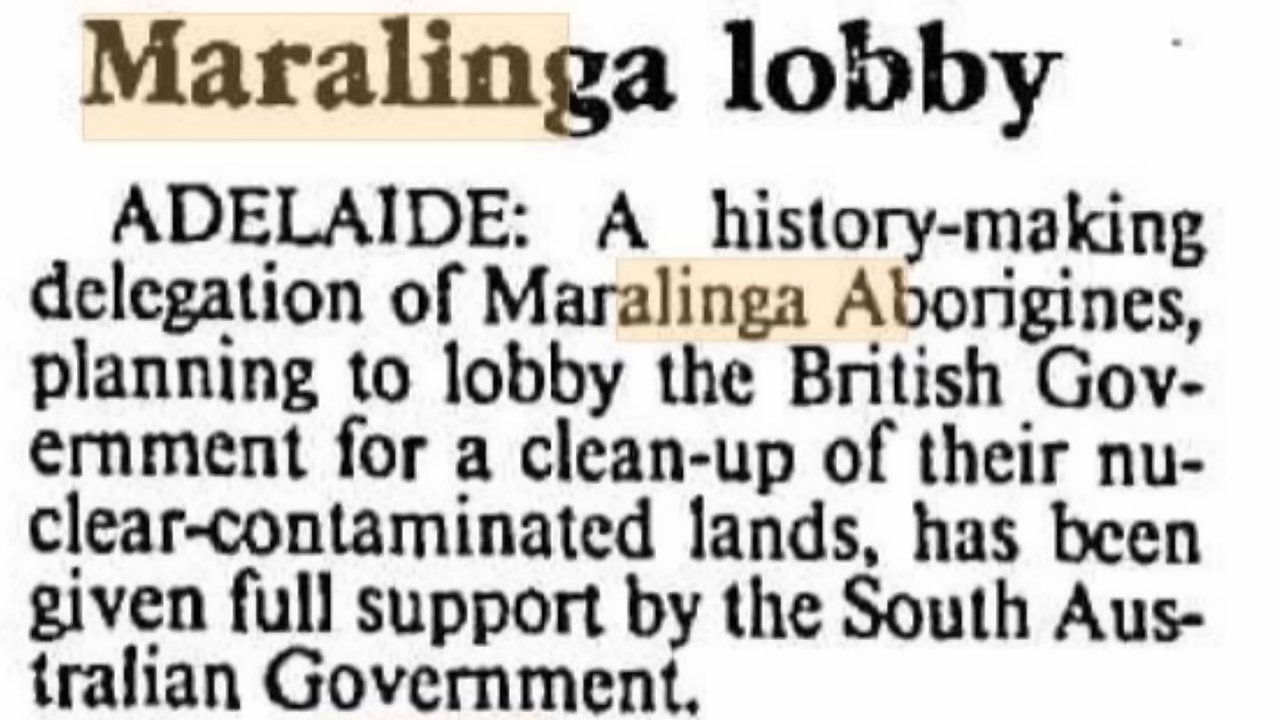 Maralinga lobby
ADELAIDE: A history-making
delegation of Maralinga Aborigines,
planning to lobby the British Gov-
ernment for a clean-up of their nu-
clear-contaminated lands, has been
given full support by the South Aus-
tralian Government.